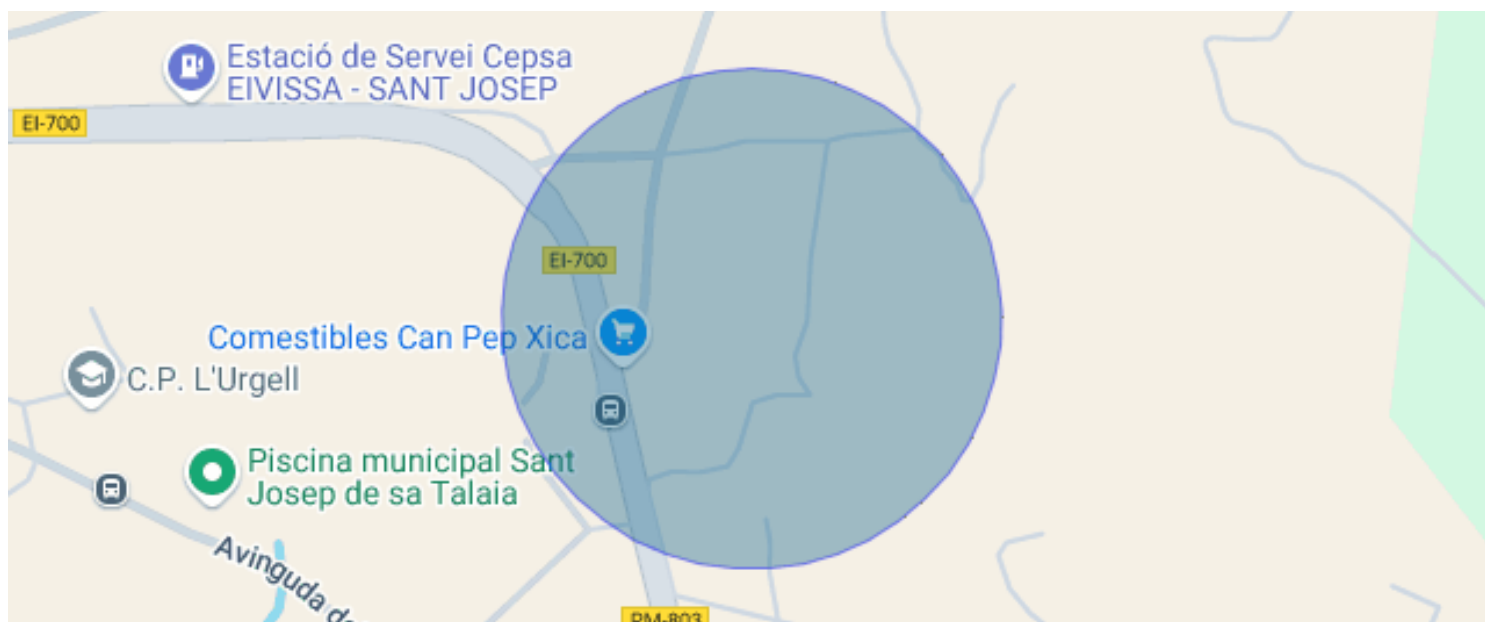 Estació de Servei Cepsa
EIVISSA - SANT JOSEP
EI-700
EI-700
Comestibles Can Pep Xica
C.P. L'Urgell
Piscina municipal Sant
Josep de sa Talaia
Avinguda de
PM-803